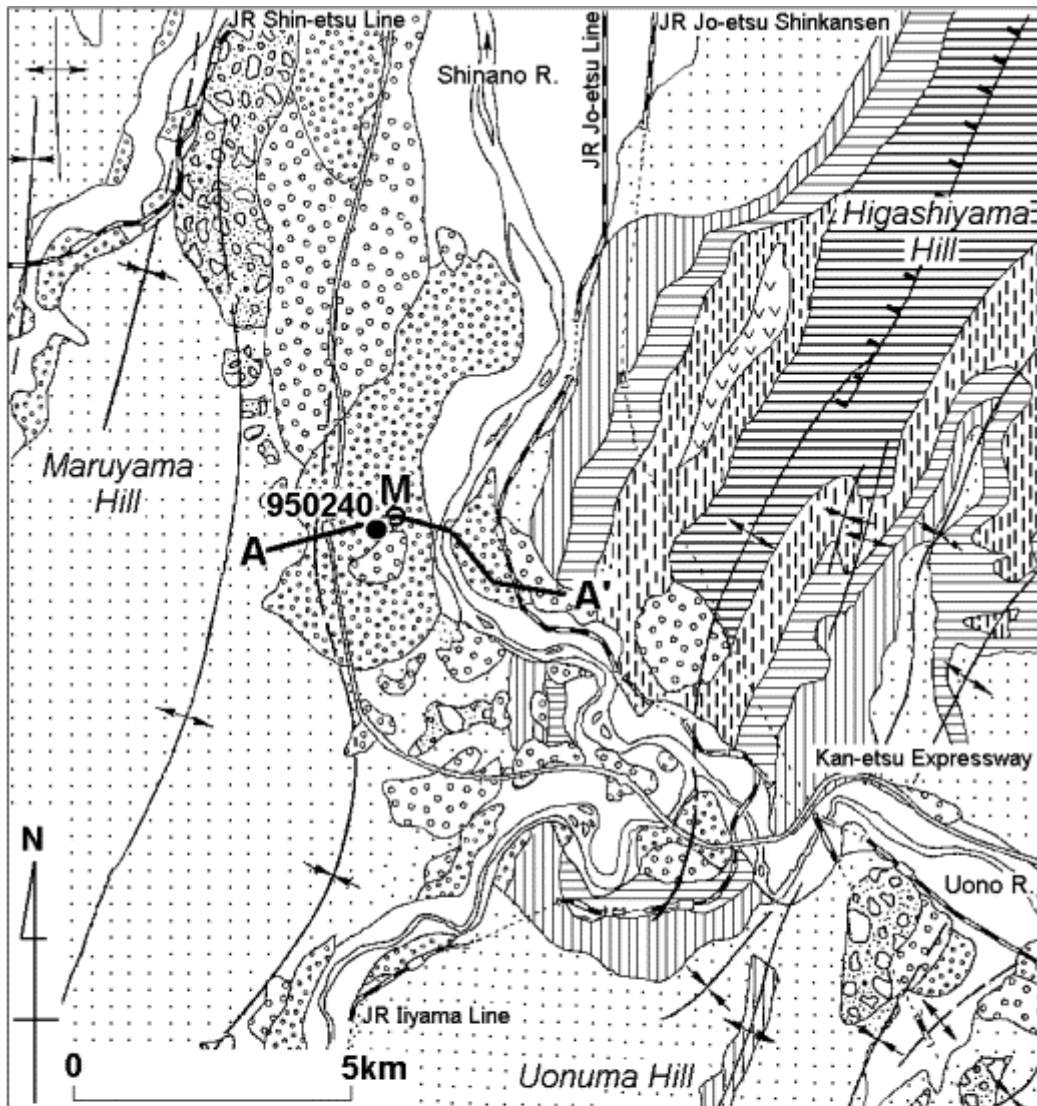 JR Shin-etsu Line
JR Jo-etsu Shinkansen
Shinano R.
JR Jo-etsu Line
Higashiyama
Hill
Maruyama
Hill
950240
M
A
A'
Kan-etsu Expressway
N
Uono R.
JR Iiyama Line
0
5km
Uonuma Hill